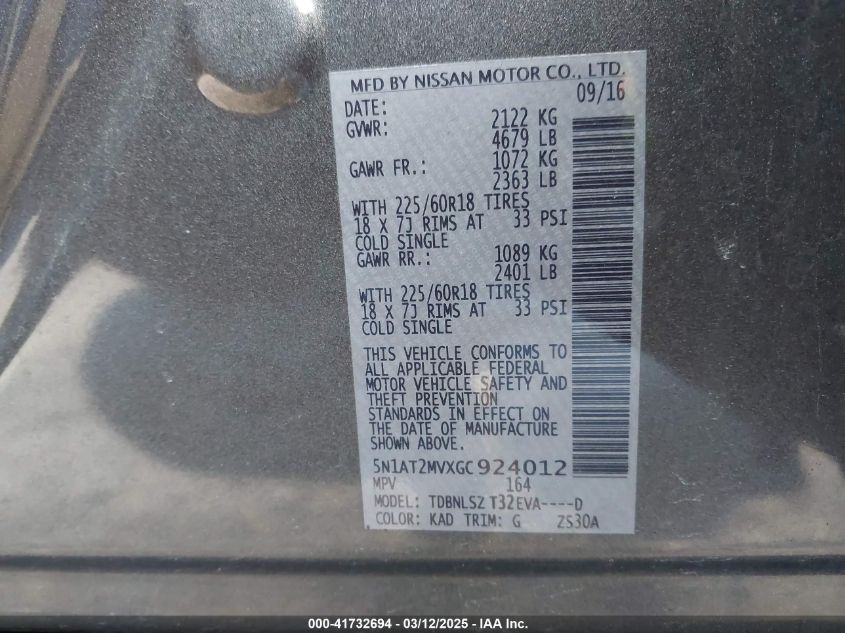 MFD BY NISSAN MOTOR CO., LTD.
DATE: 09/16
GVWR: 2122 KG
4679 LB
GAWR FR.: 1072 KG
2363 LB
WITH 225/60R18 TIRES
18 X 7J RIMS AT 33 PSI
COLD SINGLE
GAWR RR.: 1089 KG
2401 LB
WITH 225/60R18 TIRES
18 X 7J RIMS AT 33 PSI
COLD SINGLE
THIS VEHICLE CONFORMS TO
ALL APPLICABLE FEDERAL
MOTOR VEHICLE SAFETY AND
THEFT PREVENTION
STANDARDS IN EFFECT ON
THE DATE OF MANUFACTURE
SHOWN ABOVE.
5N1AT2MVXGC924012
MPV 164
MODEL: TDBNLSZ T32EVA----D
COLOR: KAD TRIM: G ZS30A
000-41732694 - 03/12/2025 - IAA Inc.